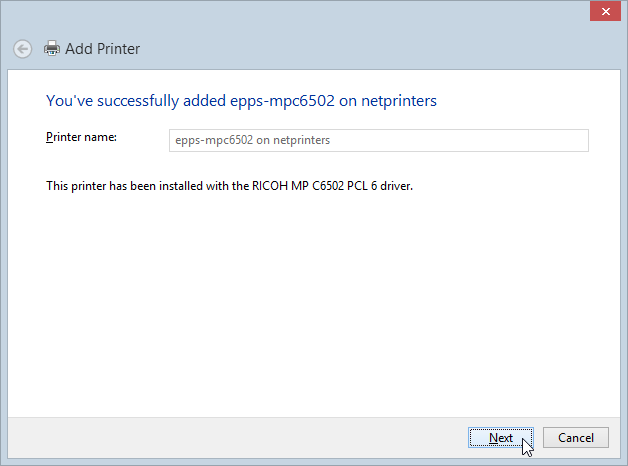 Add Printer
You've successfully added epps-mpc6502 on netprinters
Printer name:
epps-mpc6502 on netprinters
This printer has been installed with the RICOH MP C6502 PCL 6 driver.
Next
Cancel